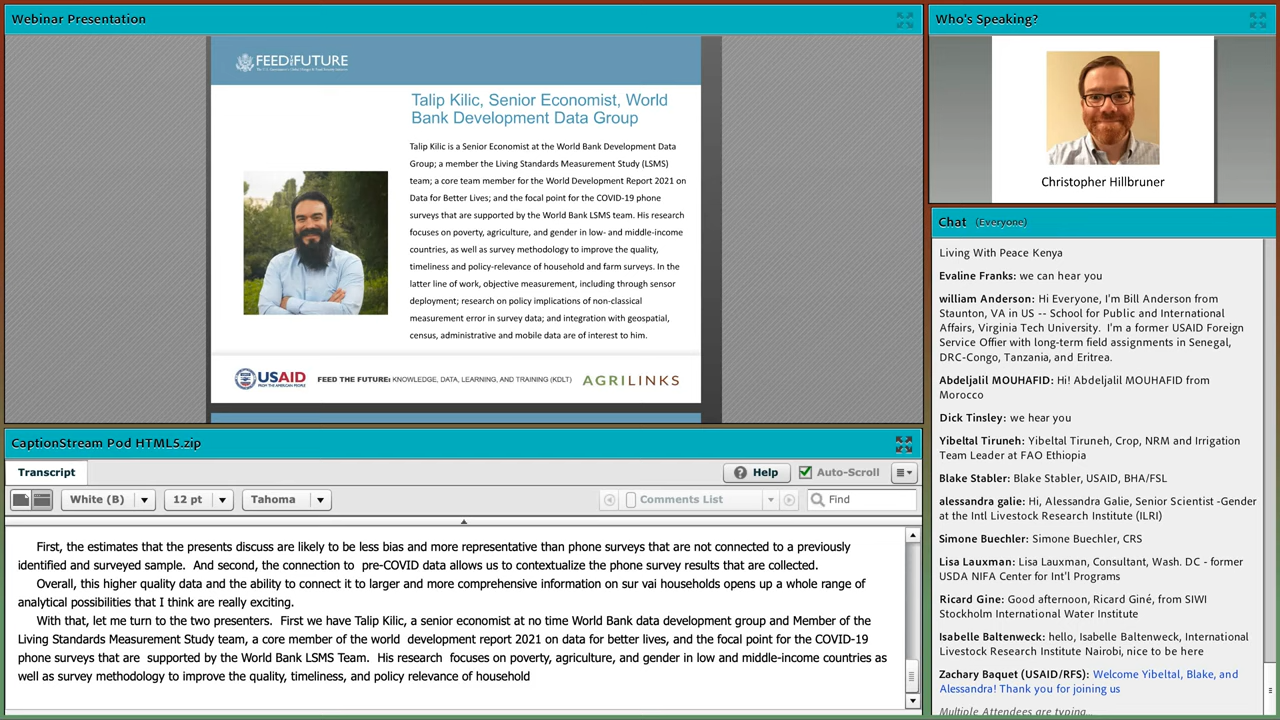 Webinar Presentation
FEED THE FUTURE
The U.S. Government's Global Hunger & Food Security Initiative
Talip Kilic, Senior Economist, World
Bank Development Data Group
Talip Kilic is a Senior Economist at the World Bank Development Data
Group; a member the Living Standards Measurement Study (LSMS)
team; a core team member for the World Development Report 2021 on
Data for Better Lives; and the focal point for the COVID-19 phone
surveys that are supported by the World Bank LSMS team. His research
focuses on poverty, agriculture, and gender in low- and middle-income
countries, as well as survey methodology to improve the quality,
timeliness and policy-relevance of household and farm surveys. In the
latter line of work, objective measurement, including through sensor
deployment; research on policy implications of non-classical
measurement error in survey data; and integration with geospatial,
census, administrative and mobile data are of interest to him.
USAID
FROM THE AMERICAN PEOPLE
FEED THE FUTURE: KNOWLEDGE, DATA, LEARNING, AND TRAINING (KDLT)
AGRILINKS
CaptionStream Pod HTML5.zip
Transcript
Help
Auto-Scroll
White (B)
12 pt
Tahoma
Comments List
Find
First, the estimates that the presents discuss are likely to be less bias and more representative than phone surveys that are not connected to a previously
identified and surveyed sample. And second, the connection to pre-COVID data allows us to contextualize the phone survey results that are collected.
Overall, this higher quality data and the ability to connect it to larger and more comprehensive information on sur vai households opens up a whole range of
analytical possibilities that I think are really exciting.
With that, let me turn to the two presenters. First we have Talip Kilic, a senior economist at no time World Bank data development group and Member of the
Living Standards Measurement Study team, a core member of the world development report 2021 on data for better lives, and the focal point for the COVID-19
phone surveys that are supported by the World Bank LSMS Team. His research focuses on poverty, agriculture, and gender in low and middle-income countries as
well as survey methodology to improve the quality, timeliness, and policy relevance of household
Who's Speaking?
Christopher Hillbruner
Chat (Everyone)
Living With Peace Kenya
Evaline Franks: we can hear you
william Anderson: Hi Everyone, I'm Bill Anderson from
Staunton, VA in US -- School for Public and International
Affairs, Virginia Tech University. I'm a former USAID Foreign
Service Offier with long-term field assignments in Senegal,
DRC-Congo, Tanzania, and Eritrea.
Abdeljalil MOUHAFID: Hi! Abdeljalil MOUHAFID from
Morocco
Dick Tinsley: we hear you
Yibeltal Tiruneh: Yibeltal Tiruneh, Crop, NRM and Irrigation
Team Leader at FAO Ethiopia
Blake Stabler: Blake Stabler, USAID, BHA/FSL
alessandra galie: Hi, Alessandra Galie, Senior Scientist -Gender
at the Intl Livestock Research Institute (ILRI)
Simone Buechler: Simone Buechler, CRS
Lisa Lauxman: Lisa Lauxman, Consultant, Wash. DC - former
USDA NIFA Center for Int'l Programs
Ricard Gine: Good afternoon, Ricard Giné, from SIWI
Stockholm International Water Institute
Isabelle Baltenweck: hello, Isabelle Baltenweck, International
Livestock Research Institute Nairobi, nice to be here
Zachary Baquet (USAID/RFS): Welcome Yibeltal, Blake, and
Alessandra! Thank you for joining us
Multiple Attendees are typing...